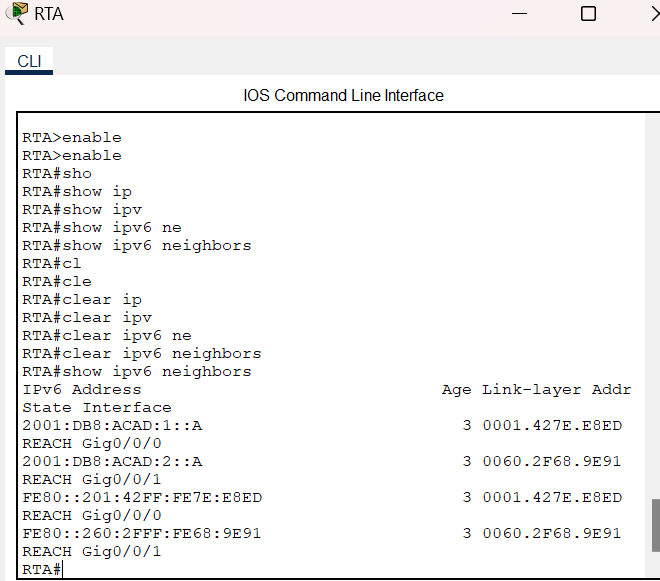 RTA
CLI
IOS Command Line Interface
RTA>enable
RTA>enable
RTA#sho
RTA#show ip
RTA#show ipv
RTA#show ipv6 ne
RTA#show ipv6 neighbors
RTA#cl
RTA#cle
RTA#clear ip
RTA#clear ipv
RTA#clear ipv6 ne
RTA#clear ipv6 neighbors
RTA#show ipv6 neighbors
IPv6 Address                              Age Link-layer Addr
State Interface
2001:DB8:ACAD:1::A                          3 0001.427E.E8ED
REACH Gig0/0/0
2001:DB8:ACAD:2::A                          3 0060.2F68.9E91
REACH Gig0/0/1
FE80::201:42FF:FE7E:E8ED                    3 0001.427E.E8ED
REACH Gig0/0/0
FE80::260:2FFF:FE68:9E91                    3 0060.2F68.9E91
REACH Gig0/0/1
RTA#